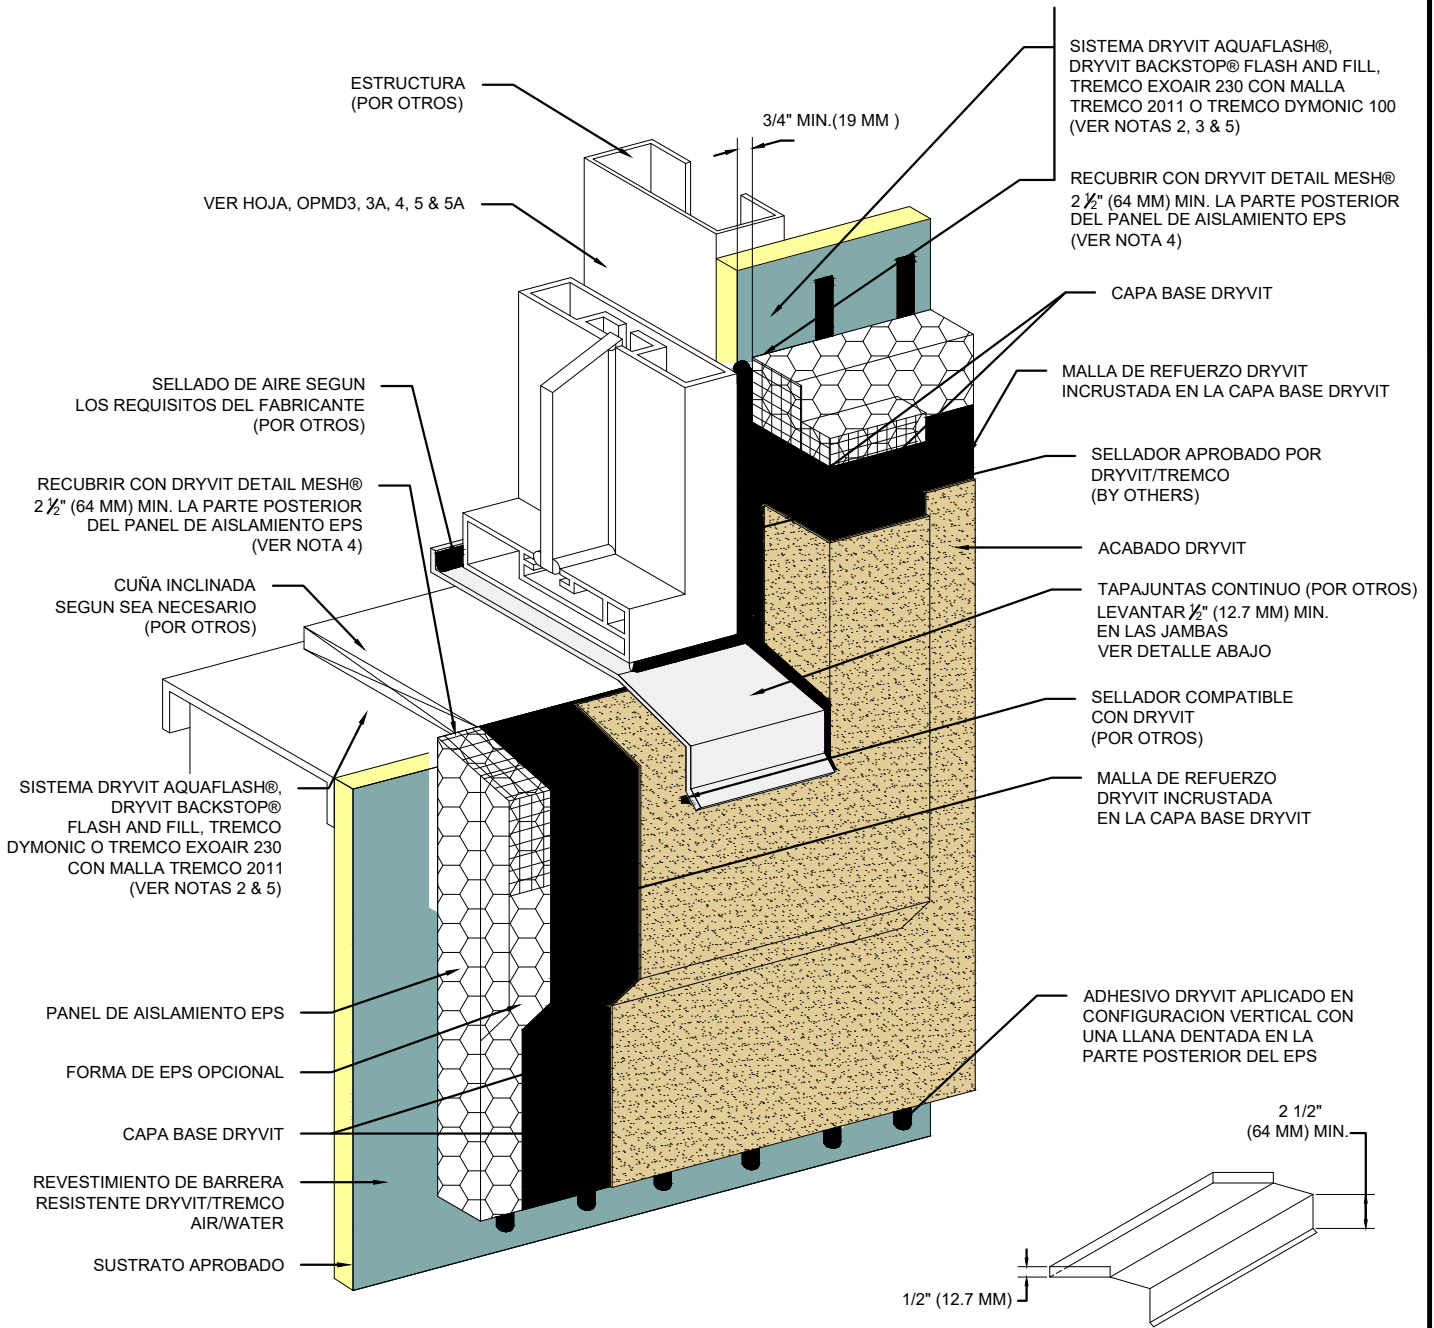 ESTRUCTURA
(POR OTROS)
VER HOJA, OPMD3, 3A, 4, 5 & 5A
SELLADO DE AIRE SEGUN
LOS REQUISITOS DEL FABRICANTE
(POR OTROS)
RECUBRIR CON DRYVIT DETAIL MESH®
2 ½" (64 MM) MIN. LA PARTE POSTERIOR
DEL PANEL DE AISLAMIENTO EPS
(VER NOTA 4)
CUÑA INCLINADA
SEGUN SEA NECESARIO
(POR OTROS)
SISTEMA DRYVIT AQUAFLASH®,
DRYVIT BACKSTOP®
FLASH AND FILL, TREMCO
DYMONIC O TREMCO EXOAIR 230
CON MALLA TREMCO 2011
(VER NOTAS 2 & 5)
PANEL DE AISLAMIENTO EPS
FORMA DE EPS OPCIONAL
CAPA BASE DRYVIT
REVESTIMIENTO DE BARRERA
RESISTENTE DRYVIT/TREMCO
AIR/WATER
SUSTRATO APROBADO
3/4" MIN.(19 MM )
SISTEMA DRYVIT AQUAFLASH®,
DRYVIT BACKSTOP® FLASH AND FILL,
TREMCO EXOAIR 230 CON MALLA
TREMCO 2011 O TREMCO DYMONIC 100
(VER NOTAS 2, 3 & 5)
RECUBRIR CON DRYVIT DETAIL MESH®
2 ½" (64 MM) MIN. LA PARTE POSTERIOR
DEL PANEL DE AISLAMIENTO EPS
(VER NOTA 4)
CAPA BASE DRYVIT
MALLA DE REFUERZO DRYVIT
INCRUSTADA EN LA CAPA BASE DRYVIT
SELLADOR APROBADO POR
DRYVIT/TREMCO
(BY OTHERS)
ACABADO DRYVIT
TAPAJUNTAS CONTINUO (POR OTROS)
LEVANTAR ½" (12.7 MM) MIN.
EN LAS JAMBAS
VER DETALLE ABAJO
SELLADOR COMPATIBLE
CON DRYVIT
(POR OTROS)
MALLA DE REFUERZO
DRYVIT INCRUSTADA
EN LA CAPA BASE DRYVIT
ADHESIVO DRYVIT APLICADO EN
CONFIGURACION VERTICAL CON
UNA LLANA DENTADA EN LA
PARTE POSTERIOR DEL EPS
2 1/2"
(64 MM) MIN.
1/2" (12.7 MM)